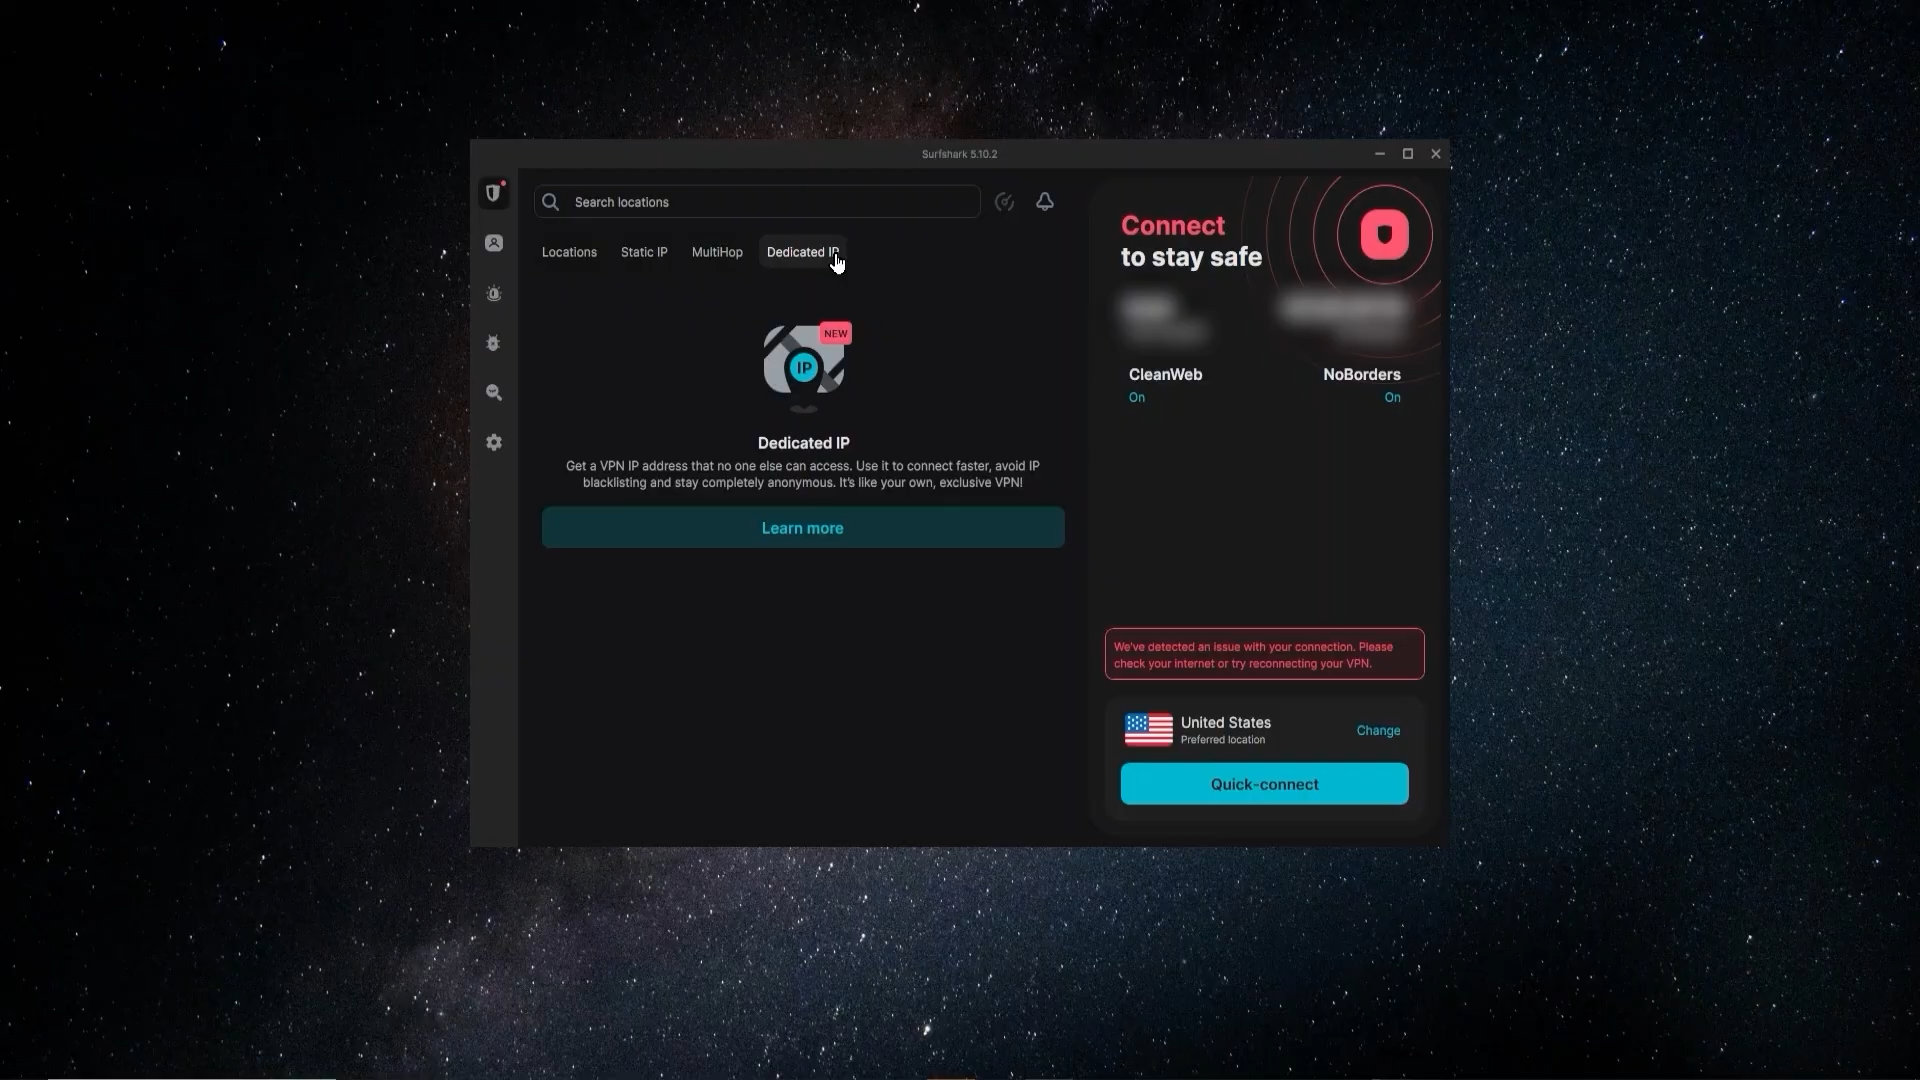 Surfshark 5.10.2
Search locations
Locations
Static IP
MultiHop
Dedicated IP
NEW
IP
Dedicated IP
Get a VPN IP address that no one else can access. Use it to connect faster, avoid IP
blacklisting and stay completely anonymous. It's like your own, exclusive VPN!
Learn more
Connect
to stay safe
CleanWeb
On
NoBorders
On
We've detected an issue with your connection. Please
check your internet or try reconnecting your VPN.
United States
Preferred location
Change
Quick-connect